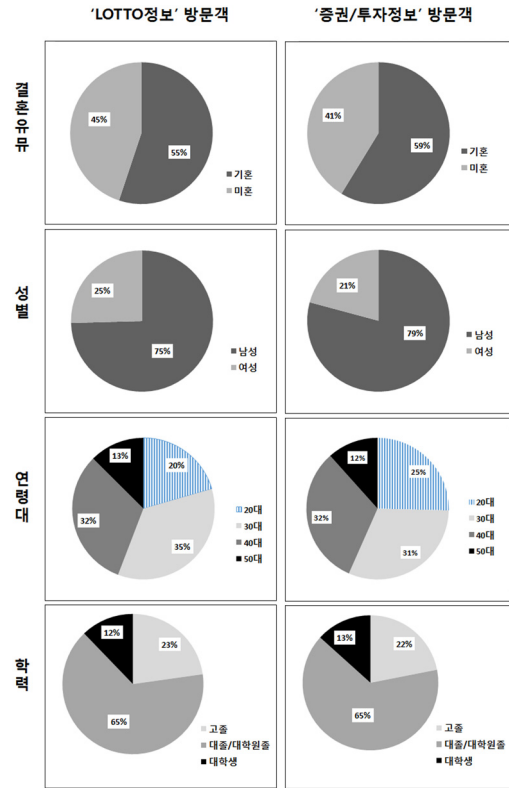 ‘LOTTO정보’ 방문객
‘증권/투자정보’ 방문객
결혼유뮤
45%
55%
기혼
미혼
41%
59%
기혼
미혼
성별
25%
75%
남성
여성
21%
79%
남성
여성
연령대
13%
20%
32%
35%
20대
30대
40대
50대
12%
25%
32%
31%
20대
30대
40대
50대
학력
12%
23%
65%
고졸
대졸/대학원졸
대학생
13%
22%
65%
고졸
대졸/대학원졸
대학생